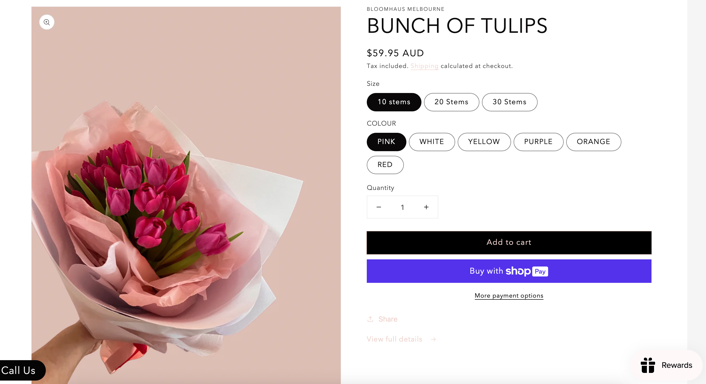 BLOOMHAUS MELBOURNE
BUNCH OF TULIPS
$59.95 AUD
Tax included. Shipping calculated at checkout.
Size
10 stems 20 Stems 30 Stems
COLOUR
PINK WHITE YELLOW PURPLE ORANGE
RED
Quantity
− 1 +
Add to cart
Buy with shop Pay
More payment options
Share
View full details →
Call Us
Rewards